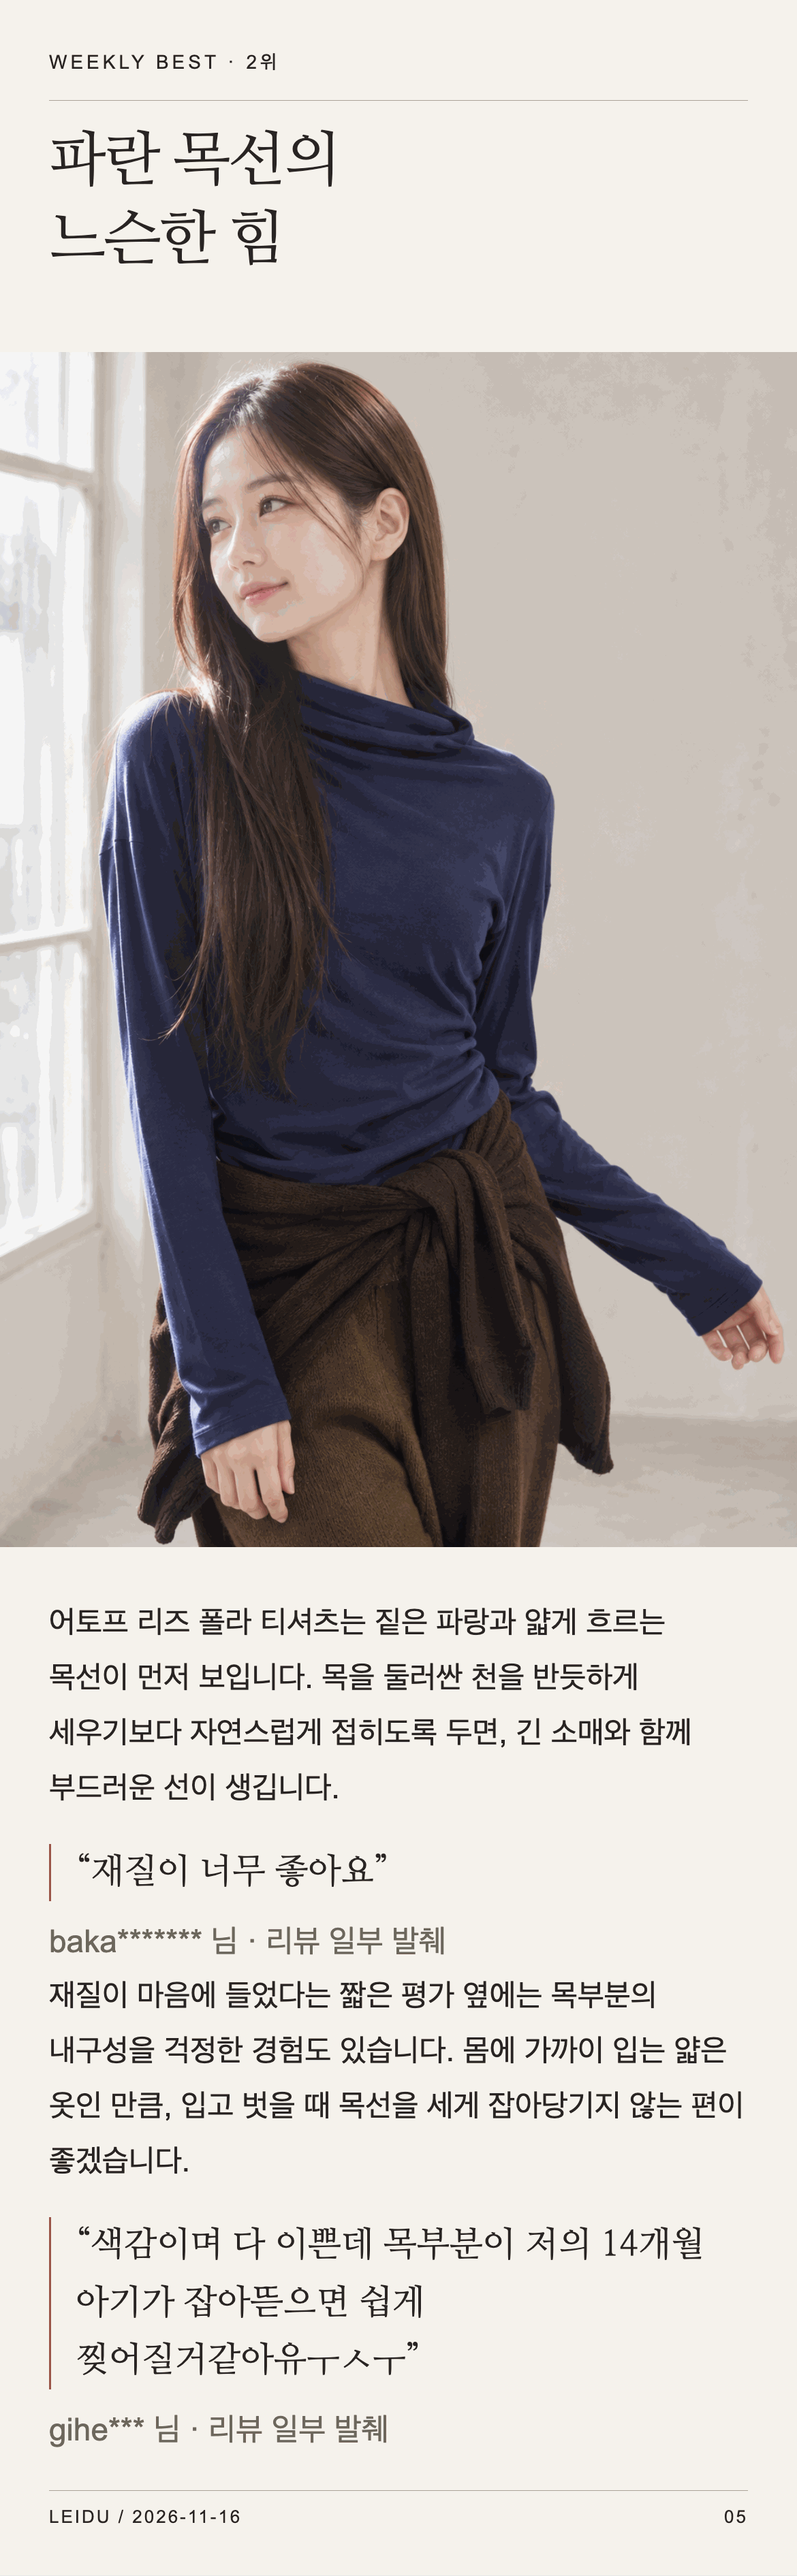 WEEKLY BEST · 2위
파란 목선의
느슨한 힘
어토프 리즈 폴라 티셔츠는 짙은 파랑과 얇게 흐르는
목선이 먼저 보입니다. 목을 둘러싼 천을 반듯하게
세우기보다 자연스럽게 접히도록 두면, 긴 소매와 함께
부드러운 선이 생깁니다.
“재질이 너무 좋아요”
baka******* 님 · 리뷰 일부 발췌
재질이 마음에 들었다는 짧은 평가 옆에는 목부분의
내구성을 걱정한 경험도 있습니다. 몸에 가까이 입는 얇은
옷인 만큼, 입고 벗을 때 목선을 세게 잡아당기지 않는 편이
좋겠습니다.
“색감이며 다 이쁜데 목부분이 저의 14개월
아기가 잡아뜯으면 쉽게
찢어질거같아유ㅜㅅㅜ”
gihe*** 님 · 리뷰 일부 발췌
LEIDU / 2026-11-16
05